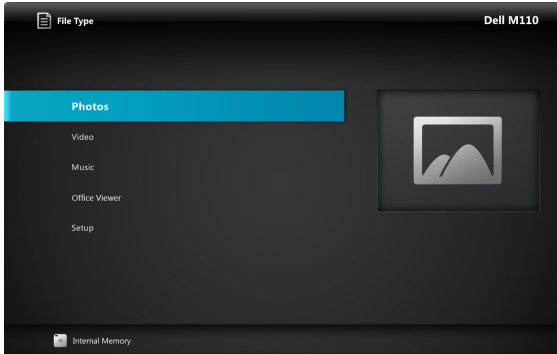 File Type
Dell M110
Photos
Video
Music
Office Viewer
Setup
Internal Memory